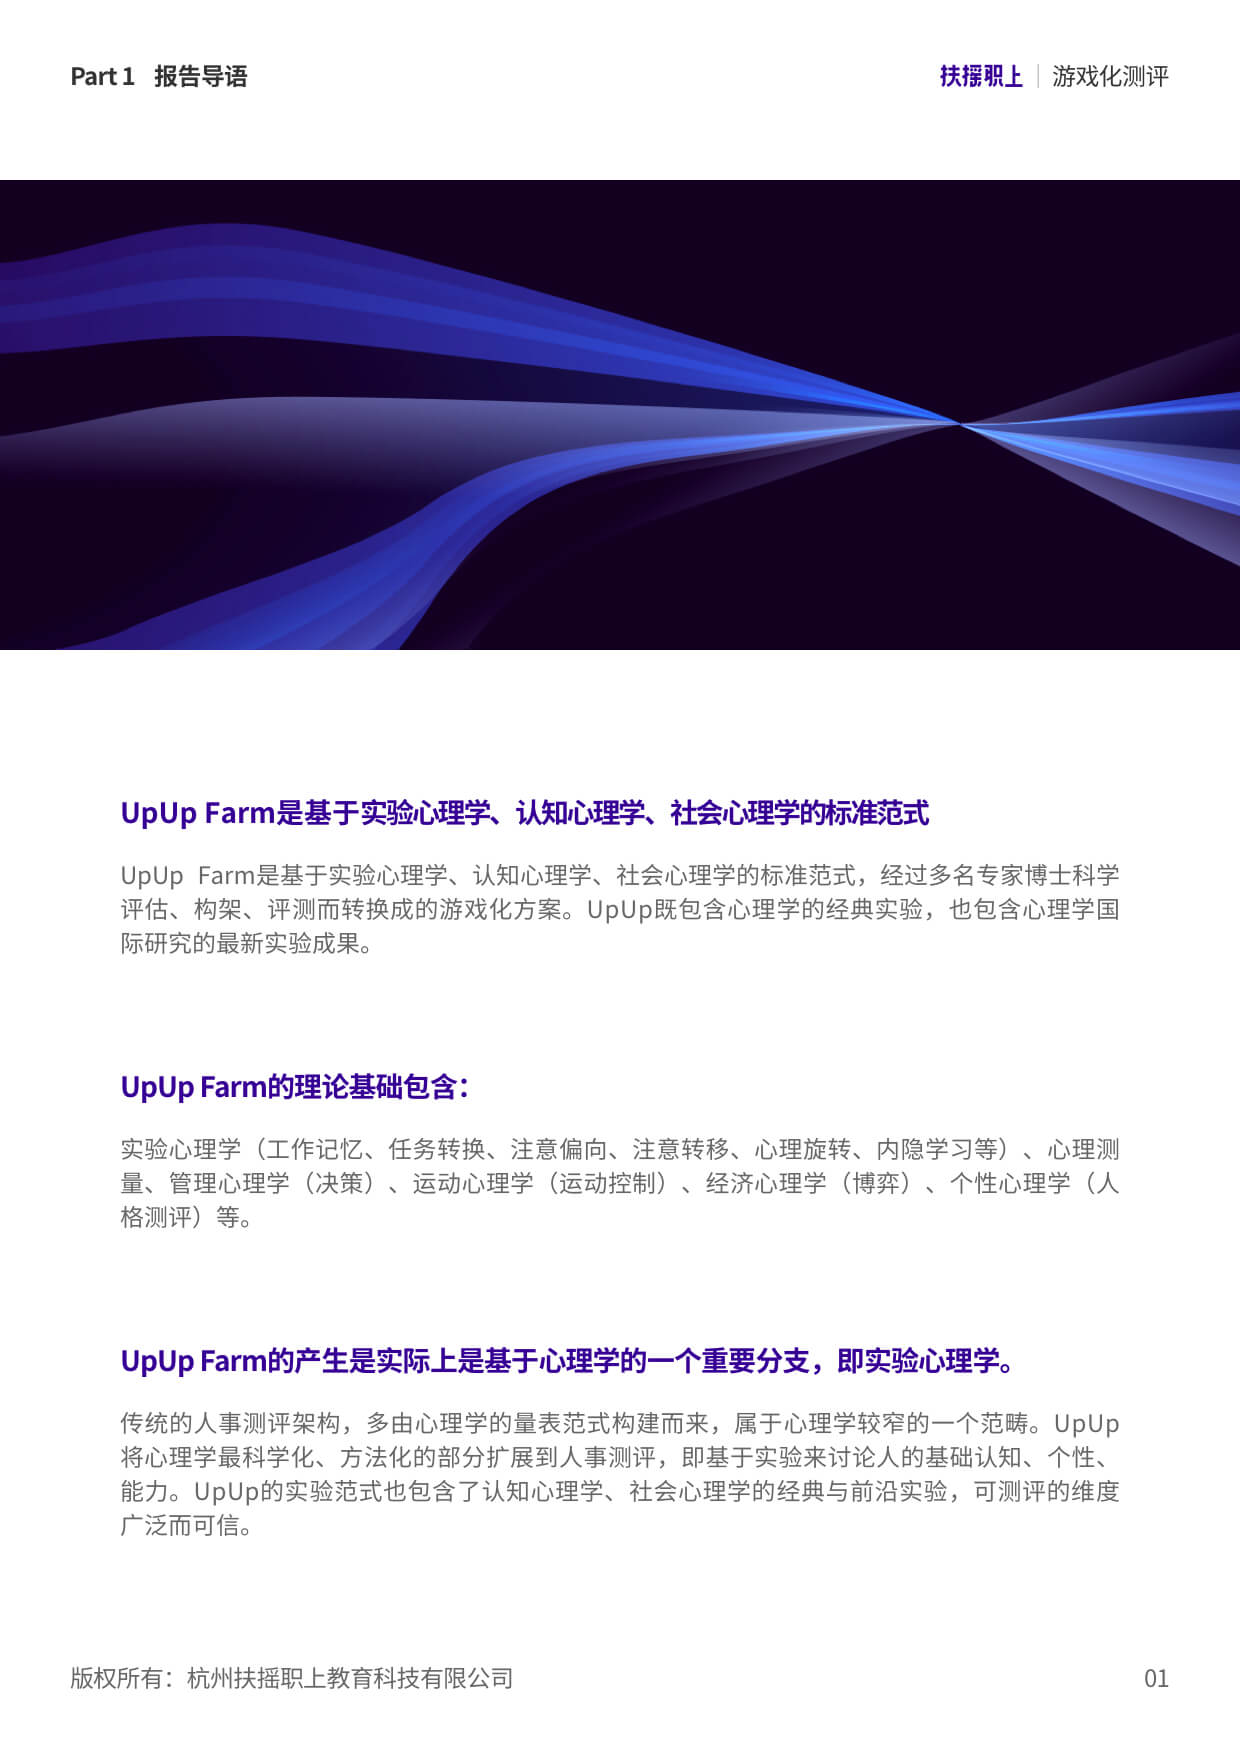 Part 1 报告导语
扶摇职上 | 游戏化测评
UpUp Farm是基于实验心理学、认知心理学、社会心理学的标准范式
UpUp Farm是基于实验心理学、认知心理学、社会心理学的标准范式，经过多名专家博士科学
评估、构架、评测而转换成的游戏化方案。UpUp既包含心理学的经典实验，也包含心理学国
际研究的最新实验成果。
UpUp Farm的理论基础包含：
实验心理学（工作记忆、任务转换、注意偏向、注意转移、心理旋转、内隐学习等）、心理测
量、管理心理学（决策）、运动心理学（运动控制）、经济心理学（博弈）、个性心理学（人
格测评）等。
UpUp Farm的产生是实际上是基于心理学的一个重要分支，即实验心理学。
传统的人事测评架构，多由心理学的量表范式构建而来，属于心理学较窄的一个范畴。UpUp
将心理学最科学化、方法化的部分扩展到人事测评，即基于实验来讨论人的基础认知、个性、
能力。UpUp的实验范式也包含了认知心理学、社会心理学的经典与前沿实验，可测评的维度
广泛而可信。
版权所有：杭州扶摇职上教育科技有限公司
01